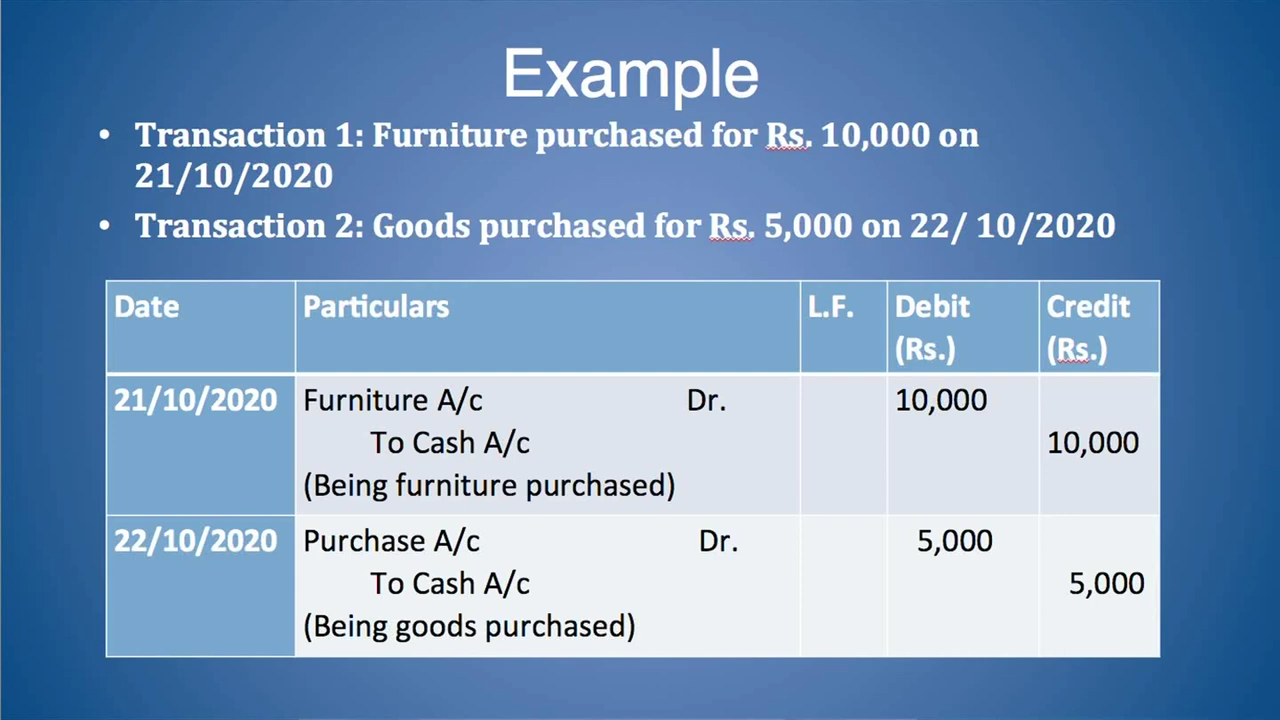 Example
• Transaction 1: Furniture purchased for Rs. 10,000 on
21/10/2020
• Transaction 2: Goods purchased for Rs. 5,000 on 22/ 10/2020
Date Particulars L.F. Debit Credit
(Rs.) (Rs.)
21/10/2020 Furniture A/c Dr. 10,000
To Cash A/c 10,000
(Being furniture purchased)
22/10/2020 Purchase A/c Dr. 5,000
To Cash A/c 5,000
(Being goods purchased)